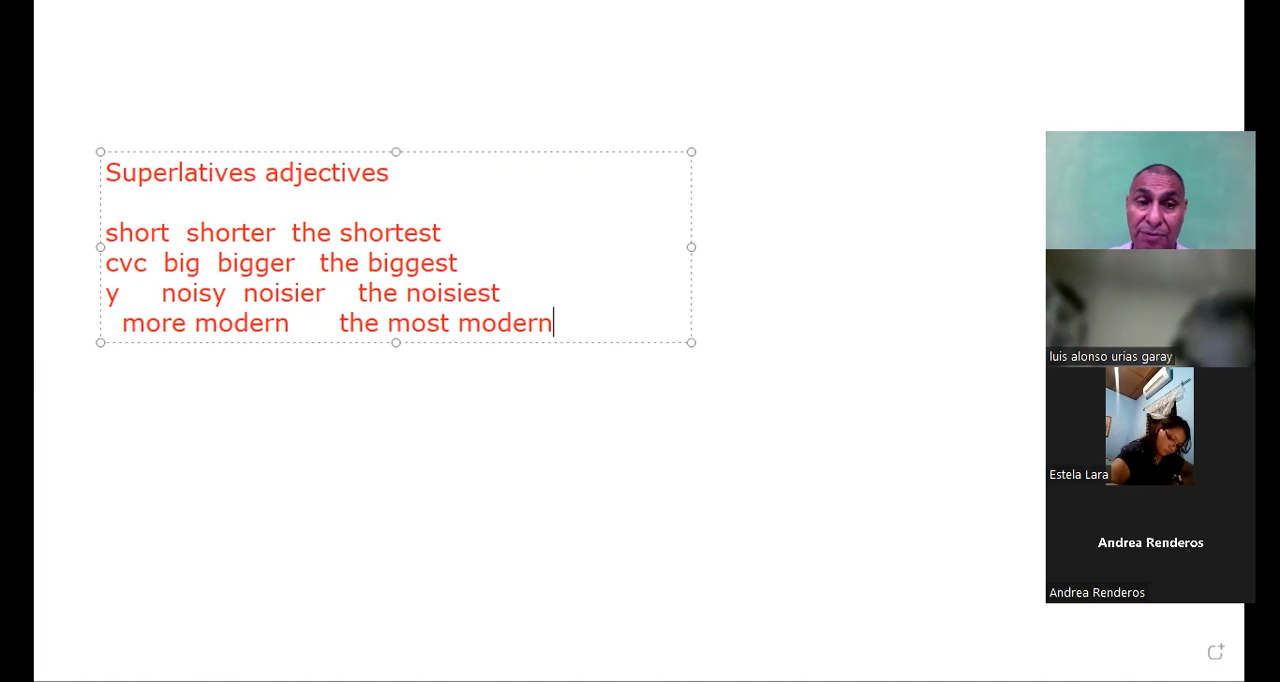 Superlatives adjectives
short shorter the shortest
cvc big bigger the biggest
y noisy noisier the noisiest
more modern the most modern
luis alonso urias garay
Estela Lara
Andrea Renderos
Andrea Renderos